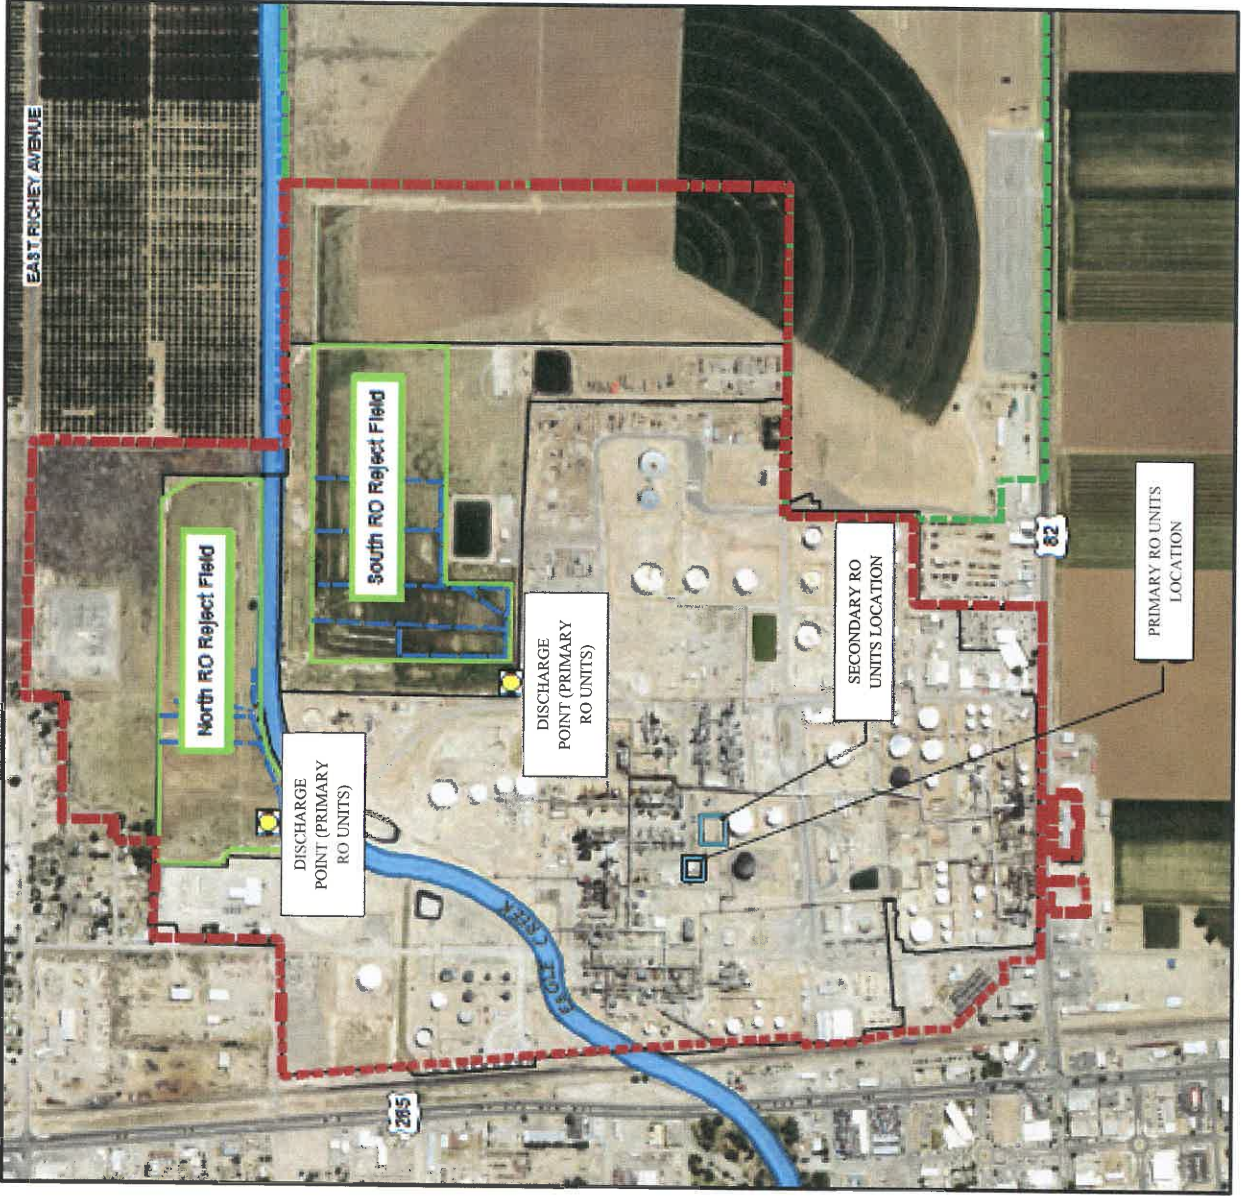 EAST RICHEY AVENUE
North RO Reject Field
South RO Reject Field
DISCHARGE
POINT (PRIMARY
RO UNITS)
DISCHARGE
POINT (PRIMARY
RO UNITS)
SECONDARY RO
UNITS LOCATION
PRIMARY RO UNITS
LOCATION
EAGLE CREEK
285
82